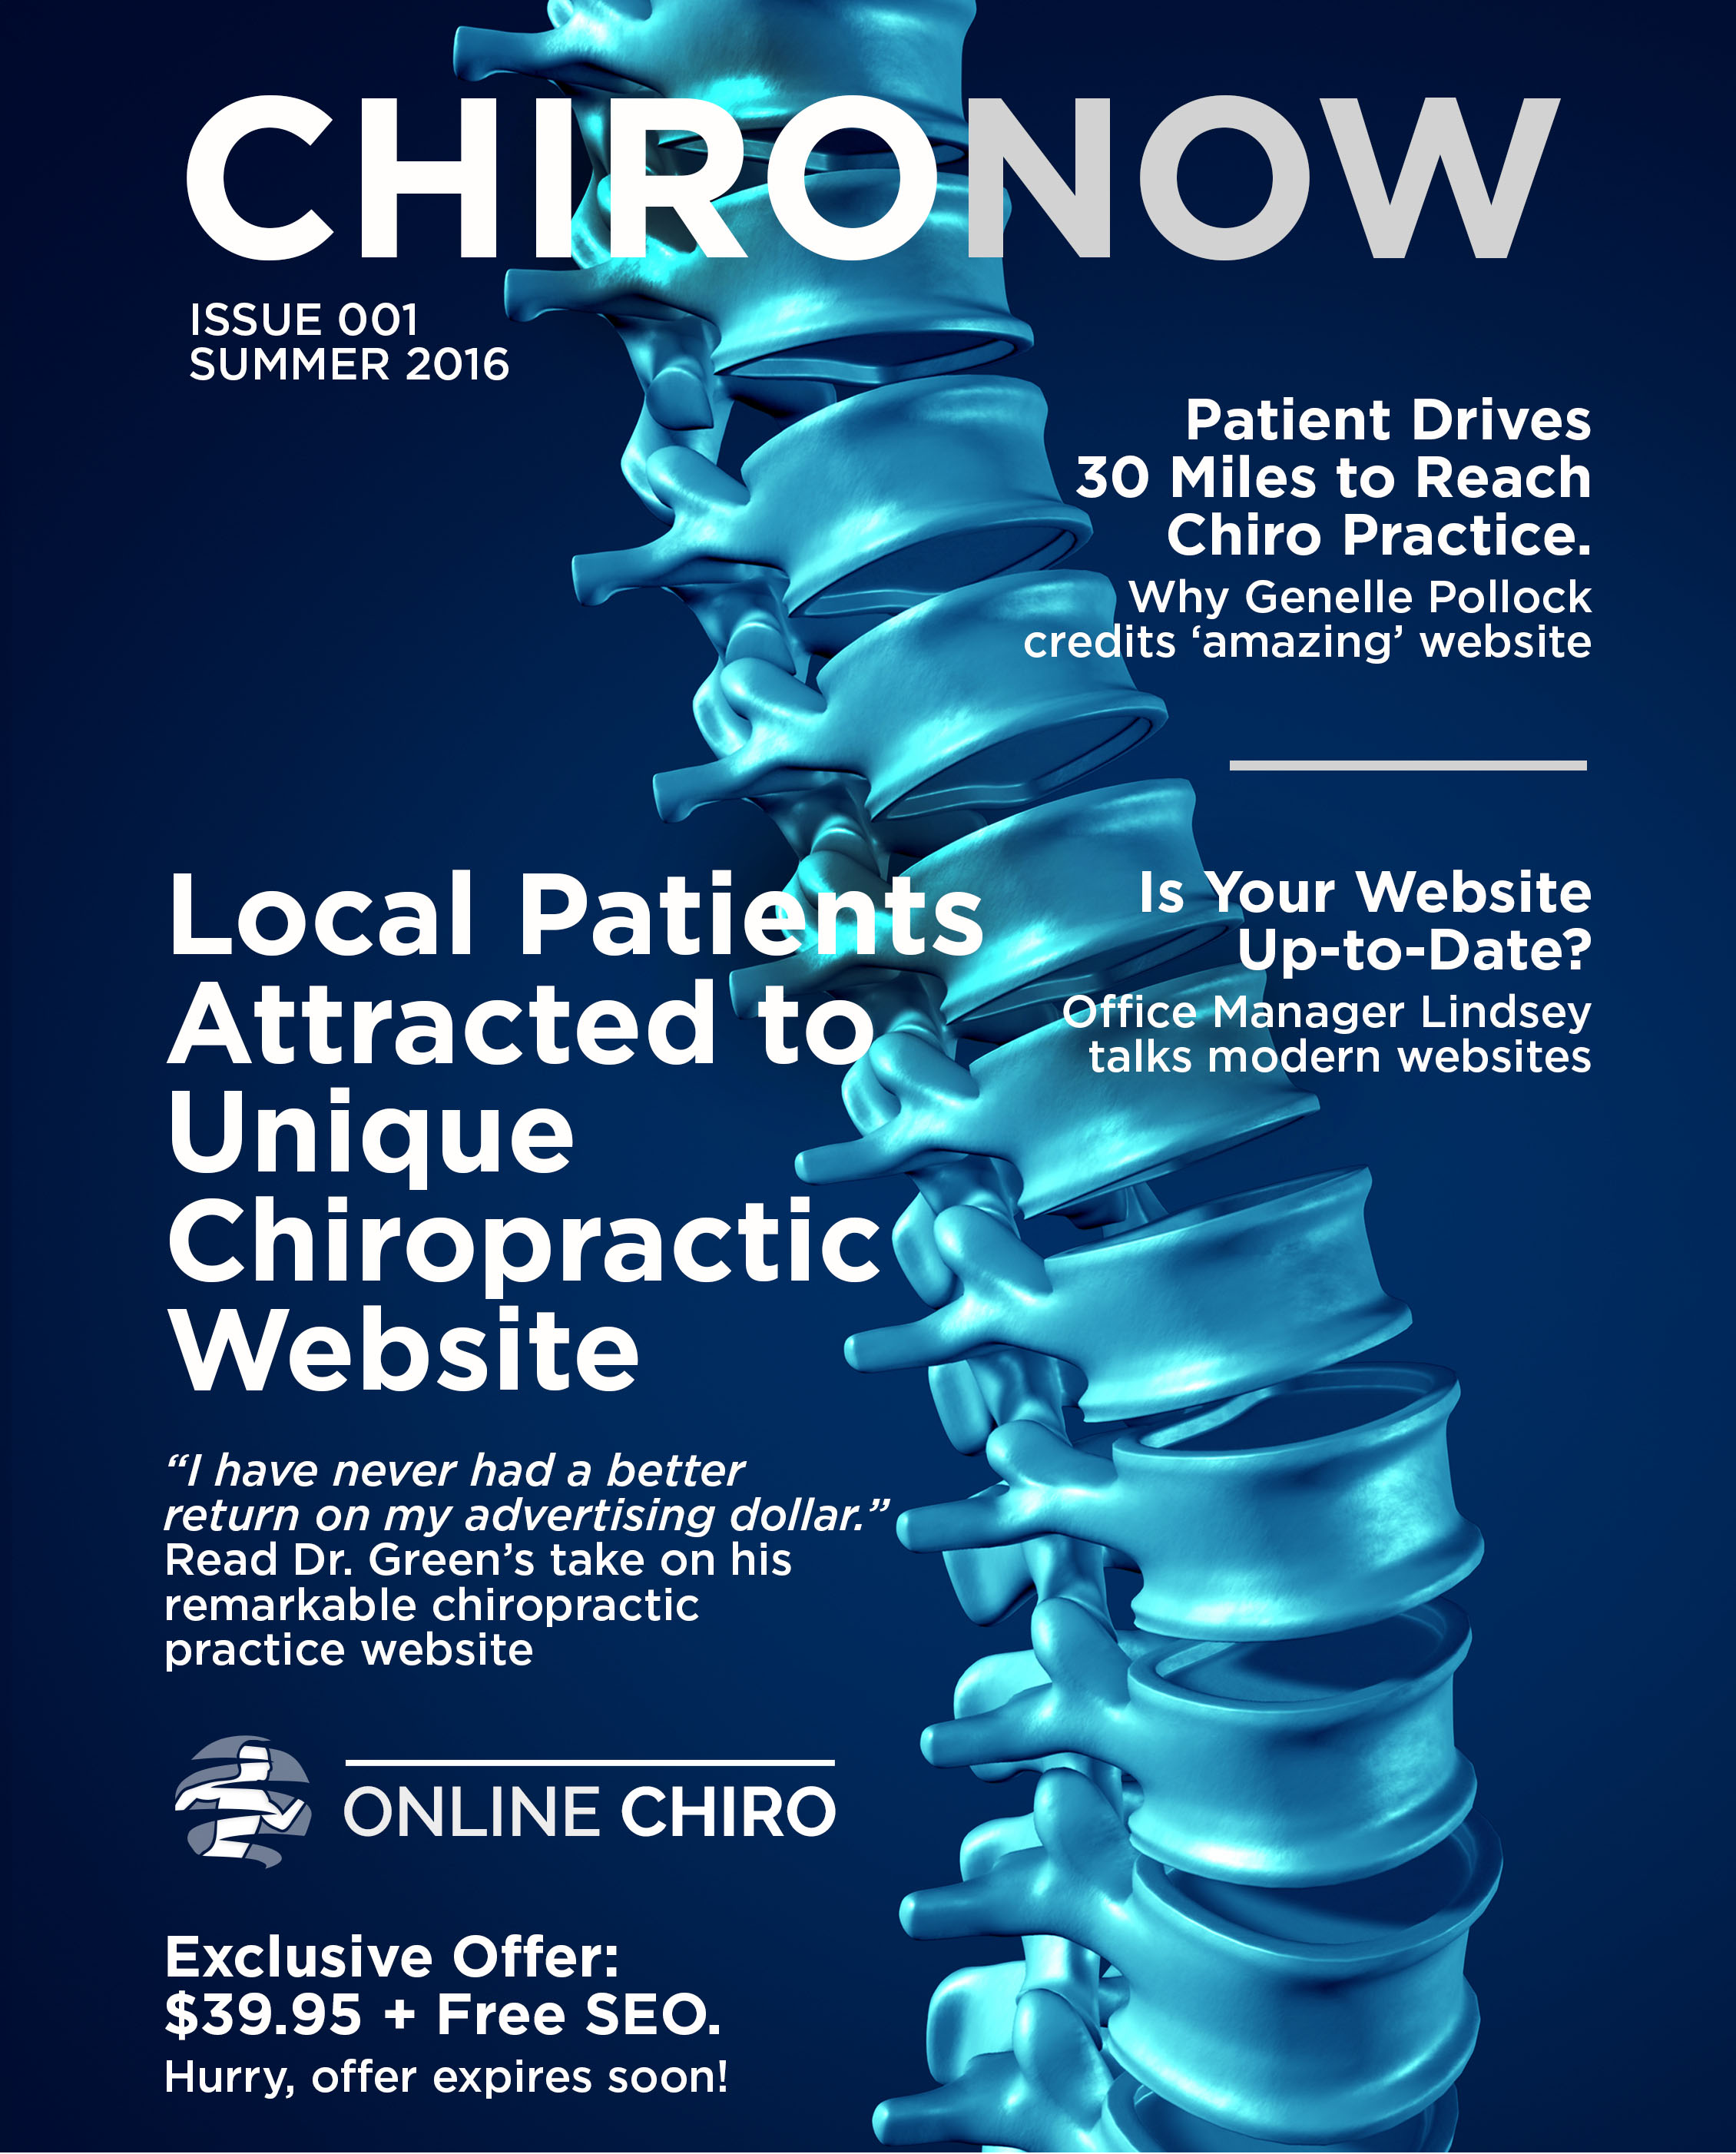 CHIRONOW
ISSUE 001
SUMMER 2016
Patient Drives
30 Miles to Reach
Chiro Practice.
Why Genelle Pollock
credits ‘amazing’ website
Is Your Website
Up-to-Date?
Office Manager Lindsey
talks modern websites
Local Patients
Attracted to
Unique
Chiropractic
Website
“I have never had a better
return on my advertising dollar.”
Read Dr. Green’s take on his
remarkable chiropractic
practice website
ONLINE CHIRO
Exclusive Offer:
$39.95 + Free SEO.
Hurry, offer expires soon!